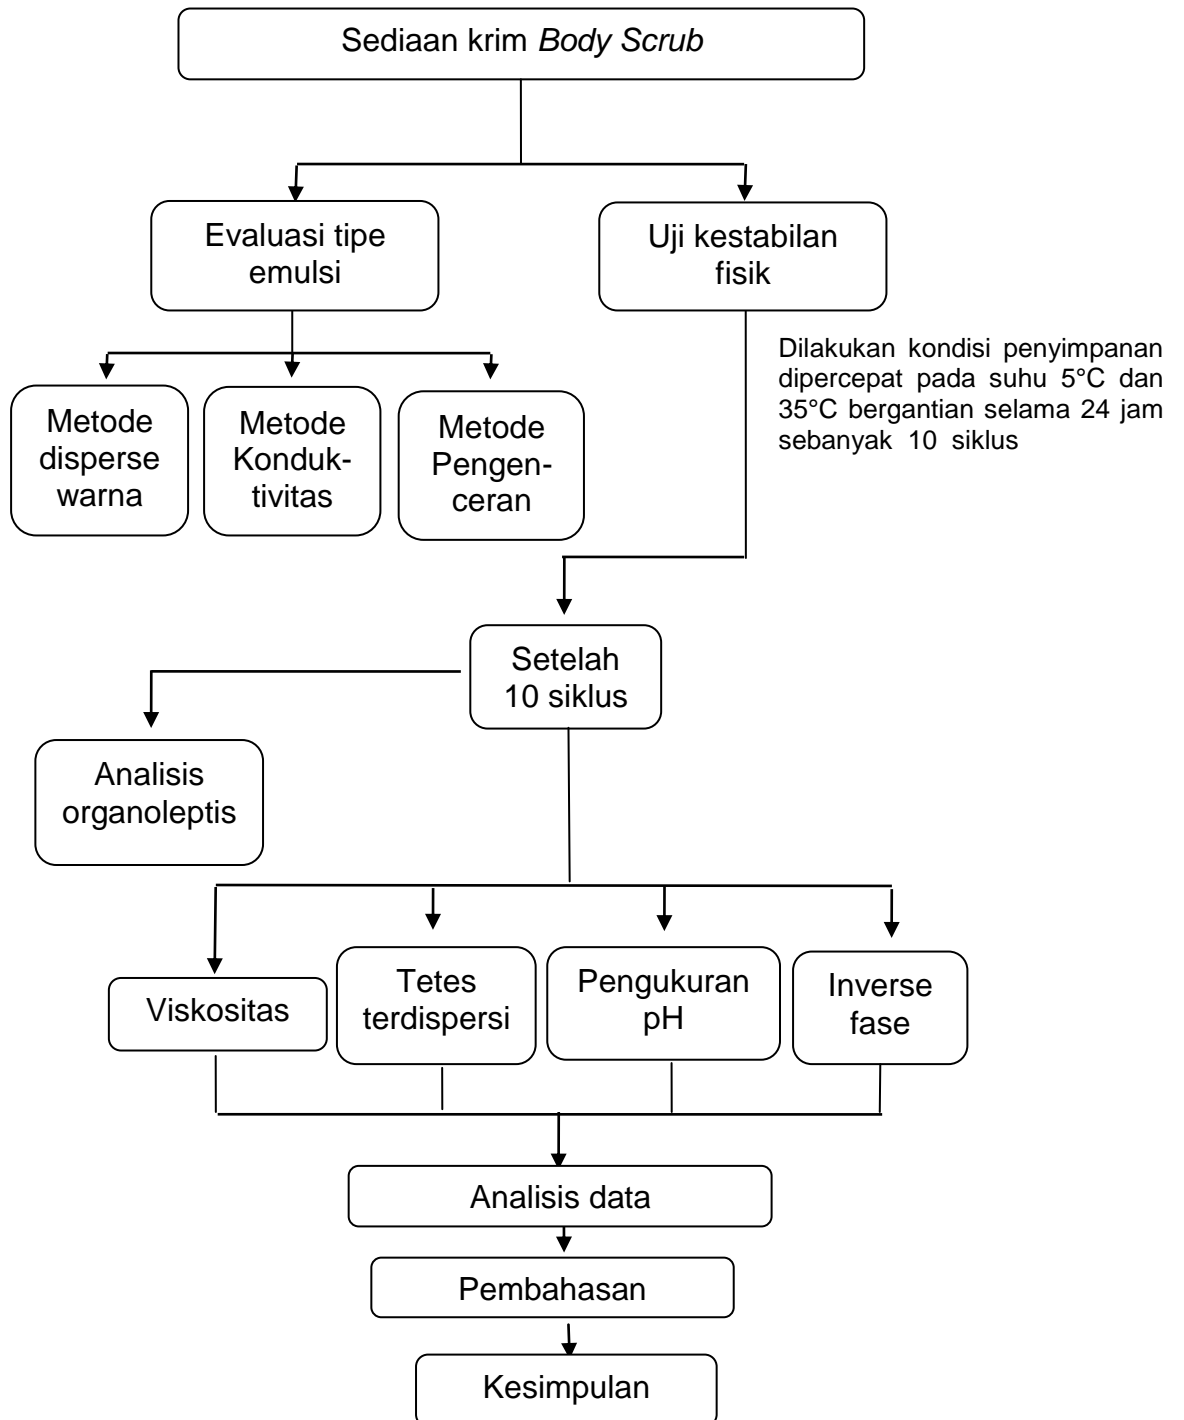 Sediaan krim Body Scrub
Evaluasi tipe
emulsi
Uji kestabilan
fisik
Dilakukan kondisi penyimpanan
dipercepat pada suhu 5°C dan
35°C bergantian selama 24 jam
sebanyak 10 siklus
Metode
disperse
warna
Metode
Konduk-
tivitas
Metode
Pengen-
ceran
Setelah
10 siklus
Analisis
organoleptis
Viskositas
Tetes
terdispersi
Pengukuran
pH
Inverse
fase
Analisis data
Pembahasan
Kesimpulan